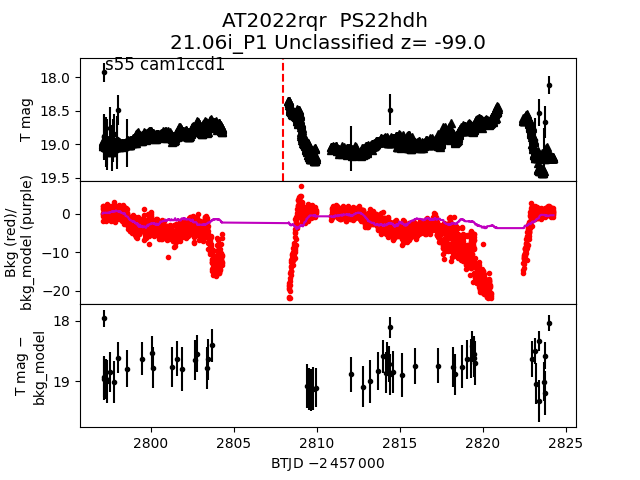 AT2022rqr  PS22hdh
21.06i_P1 Unclassified z= -99.0
s55 cam1ccd1
T mag
18.0
18.5
19.0
19.5
Bkg (red)/
bkg_model (purple)
0
−10
−20
T mag −
bkg_model
18
19
2800
2805
2810
2815
2820
2825
BTJD −2 457 000